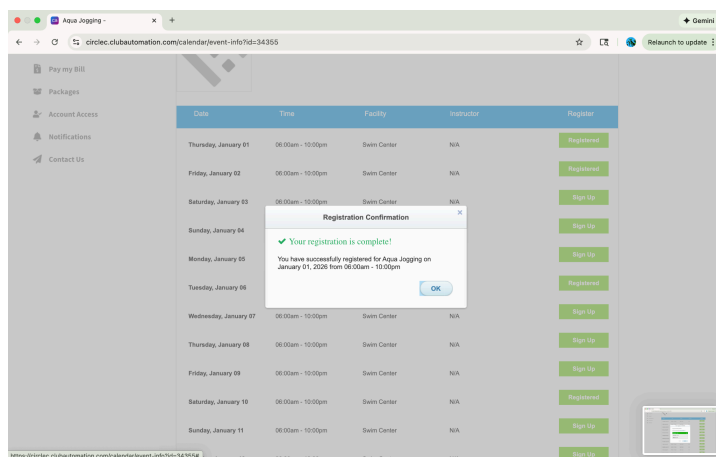 Aqua Jogging -
Gemini
circlec.clubautomation.com/calendar/event-info?id=34355
Relaunch to update
Pay my Bill
Packages
Account Access
Notifications
Contact Us
Date Time Facility Instructor Register
Thursday, January 01 06:00am - 10:00pm Swim Center N/A Registered
Friday, January 02 06:00am - 10:00pm Swim Center N/A Registered
Saturday, January 03 06:00am - 10:00pm Swim Center N/A Sign Up
Sunday, January 04 Sign Up
Monday, January 05 Sign Up
Tuesday, January 06 Registered
Registration Confirmation
Your registration is complete!
You have successfully registered for Aqua Jogging on
January 01, 2026 from 06:00am - 10:00pm
OK
Wednesday, January 07 06:00am - 10:00pm Swim Center N/A Sign Up
Thursday, January 08 06:00am - 10:00pm Swim Center N/A Sign Up
Friday, January 09 06:00am - 10:00pm Swim Center N/A Sign Up
Saturday, January 10 06:00am - 10:00pm Swim Center N/A Registered
Sunday, January 11 06:00am - 10:00pm Swim Center N/A Sign Up
Sign Up
https://circlec.clubautomation.com/calendar/event-info?id=34355#